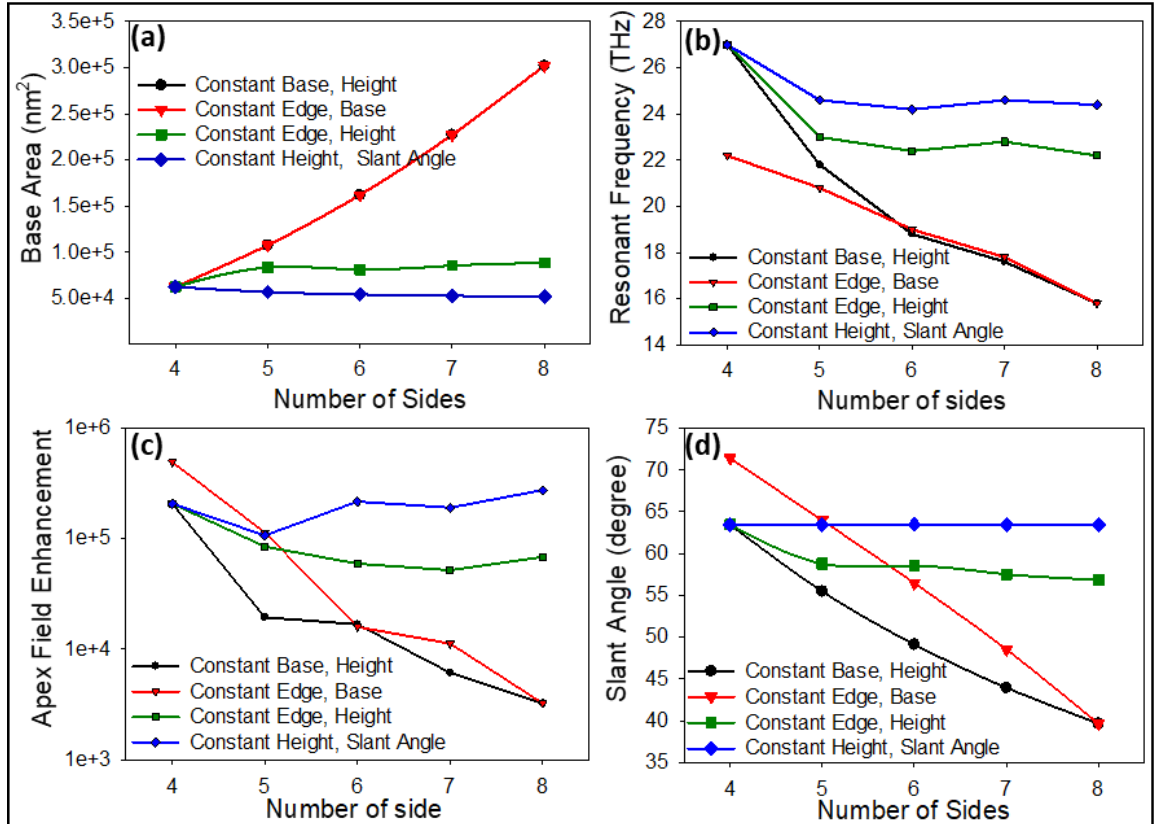 (a)
3.5e+5
3.0e+5
2.5e+5
2.0e+5
1.5e+5
1.0e+5
5.0e+4
Base Area (nm²)
Constant Base, Height
Constant Edge, Base
Constant Edge, Height
Constant Height, Slant Angle
4 5 6 7 8
Number of Sides
(b)
28
26
24
22
20
18
16
14
Resonant Frequency (THz)
Constant Base, Height
Constant Edge, Base
Constant Edge, Height
Constant Height, Slant Angle
4 5 6 7 8
Number of sides
(c)
1e+6
1e+5
1e+4
1e+3
Apex Field Enhancement
Constant Base, Height
Constant Edge, Base
Constant Edge, Height
Constant Height, Slant Angle
4 5 6 7 8
Number of side
(d)
75
70
65
60
55
50
45
40
35
Slant Angle (degree)
Constant Base, Height
Constant Edge, Base
Constant Edge, Height
Constant Height, Slant Angle
4 5 6 7 8
Number of Sides